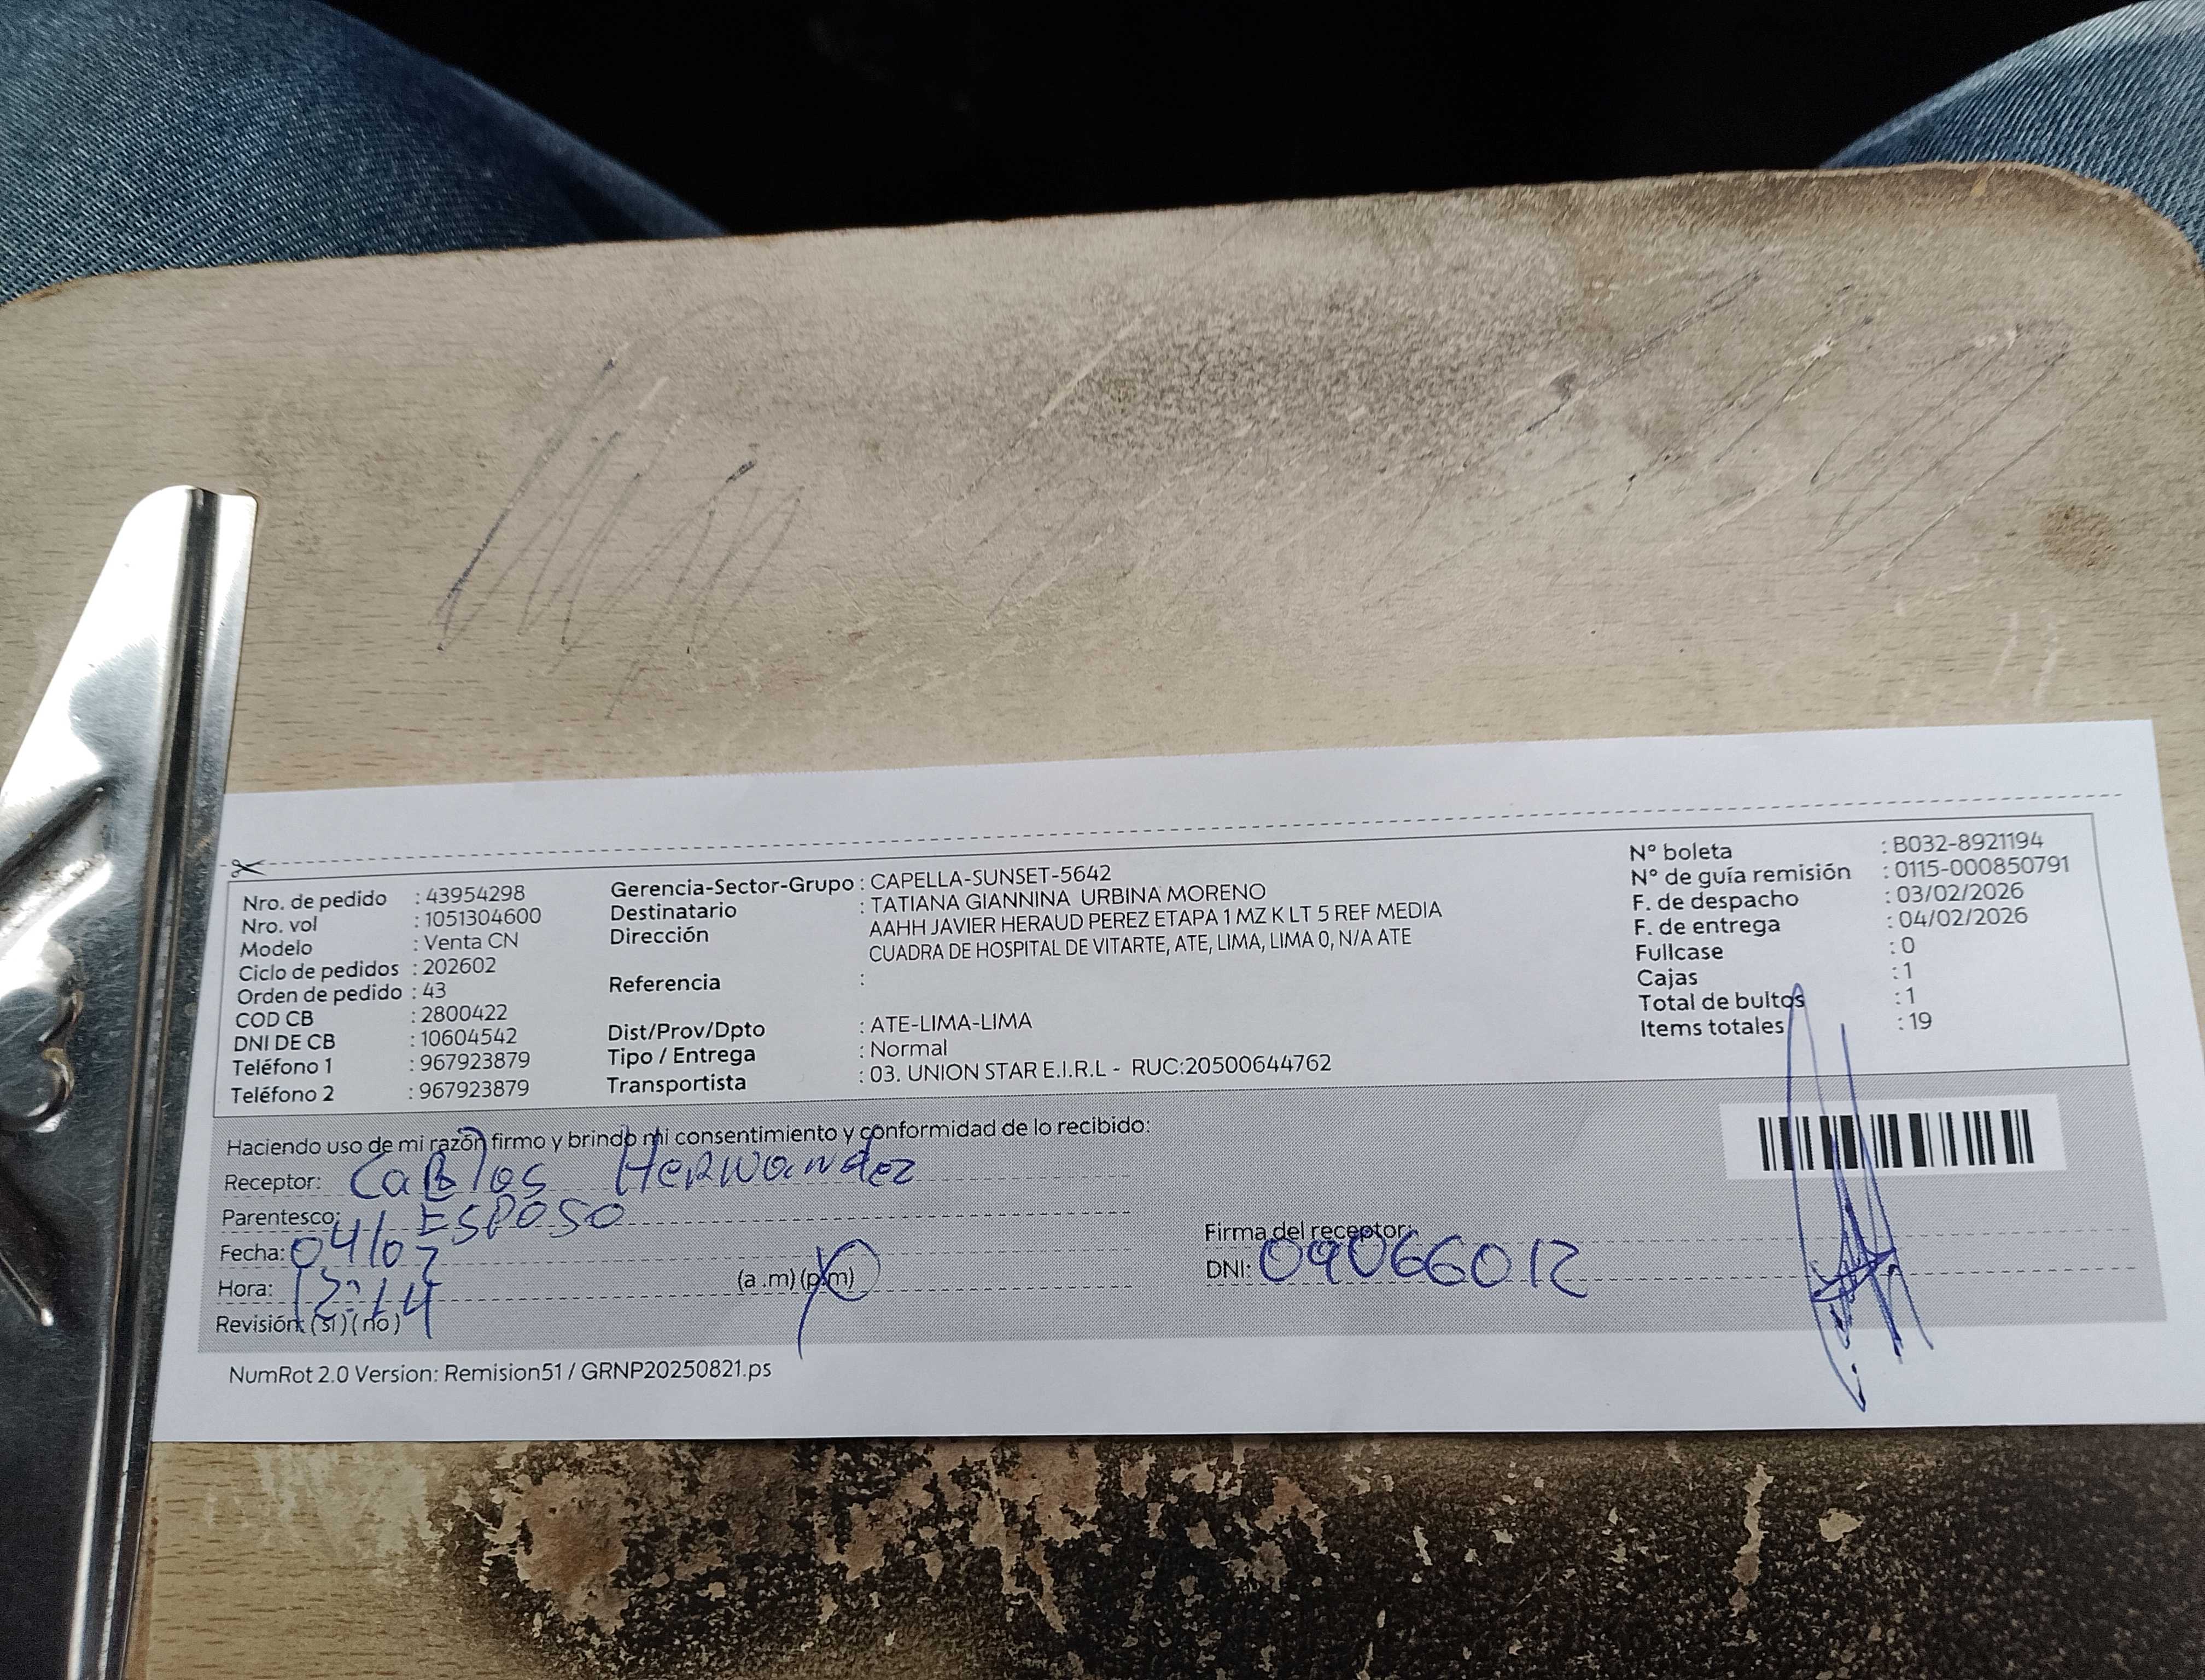 Nro. de pedido : 43954298
Nro. vol : 1051304600
Modelo : Venta CN
Ciclo de pedidos : 202602
Orden de pedido : 43
COD CB : 2800422
DNI DE CB : 10604542
Teléfono 1 : 967923879
Teléfono 2 : 967923879
Gerencia-Sector-Grupo : CAPELLA-SUNSET-5642
Destinatario : TATIANA GIANNINA URBINA MORENO
Dirección AAHH JAVIER HERAUD PEREZ ETAPA 1 MZ K LT 5 REF MEDIA
CUADRA DE HOSPITAL DE VITARTE, ATE, LIMA, LIMA 0, N/A ATE
Referencia :
Dist/Prov/Dpto : ATE-LIMA-LIMA
Tipo / Entrega : Normal
Transportista : 03. UNION STAR E.I.R.L - RUC:20500644762
N° boleta : B032-8921194
N° de guía remisión : 0115-000850791
F. de despacho : 03/02/2026
F. de entrega : 04/02/2026
Fullcase : 0
Cajas : 1
Total de bultos : 1
Items totales : 19
Haciendo uso de mi razón firmo y brindo mi consentimiento y conformidad de lo recibido:
Receptor: CaRlos HeRNandez
Parentesco: ESPOSO
Fecha: 04/02
Hora: 12:14 (a .m) (p.m)
Revisión: (si) (no)
Firma del receptor:
DNI: 09066012
NumRot 2.0 Version: Remision51 / GRNP20250821.ps